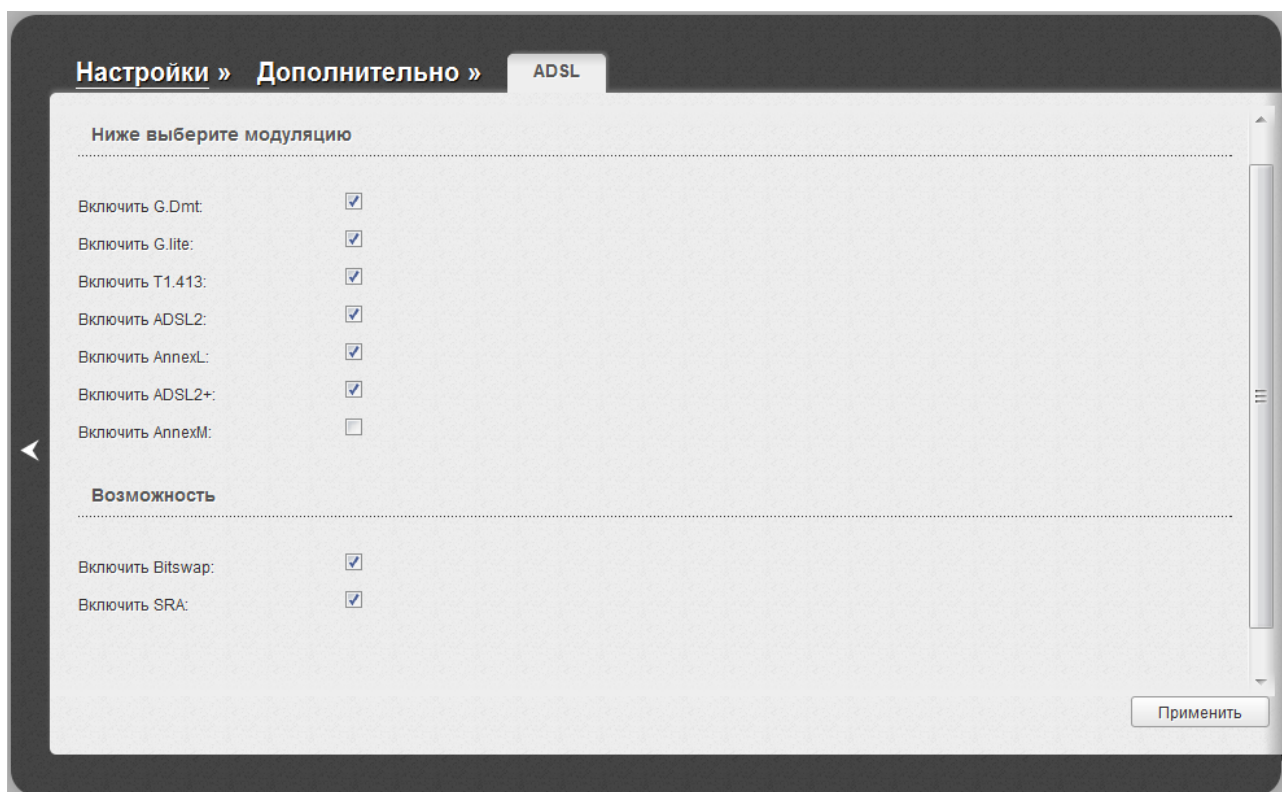 Настройки » Дополнительно » ADSL
Ниже выберите модуляцию
Включить G.Dmt:
Включить G.lite:
Включить T1.413:
Включить ADSL2:
Включить AnnexL:
Включить ADSL2+:
Включить AnnexM:
Возможность
Включить Bitswap:
Включить SRA:
Применить